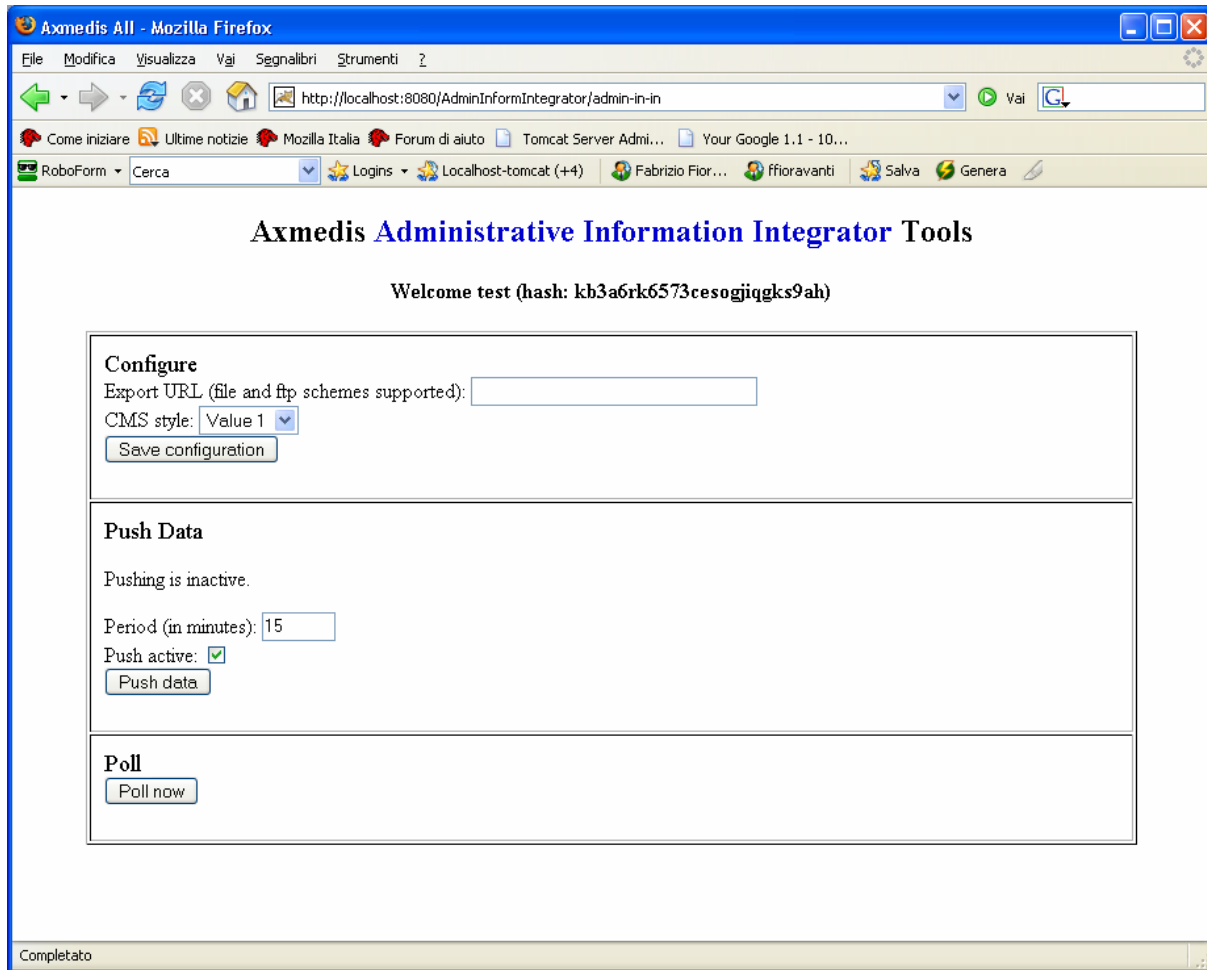 Axmedis AII - Mozilla Firefox
File Modifica Visualizza Vai Segnalibri Strumenti ?
http://localhost:8080/AdminInformIntegrator/admin-in-in Vai G
Come iniziare Ultime notizie Mozilla Italia Forum di aiuto Tomcat Server Admi... Your Google 1.1 - 10...
RoboForm Cerca Logins Localhost-tomcat (+4) Fabrizio Fior... ffioravanti Salva Genera
Axmedis Administrative Information Integrator Tools
Welcome test (hash: kb3a6rk6573cesogjiqgks9ah)
Configure
Export URL (file and ftp schemes supported):
CMS style: Value 1
Save configuration
Push Data
Pushing is inactive.
Period (in minutes): 15
Push active:
Push data
Poll
Poll now
Completato